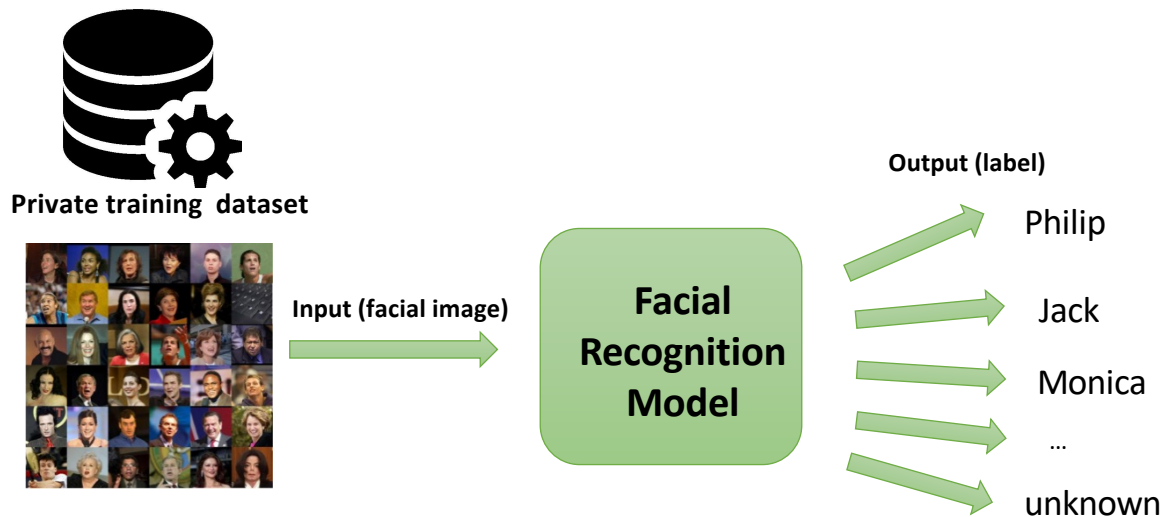 Private training dataset
Input (facial image)
Facial
Recognition
Model
Output (label)
Philip
Jack
Monica
...
unknown